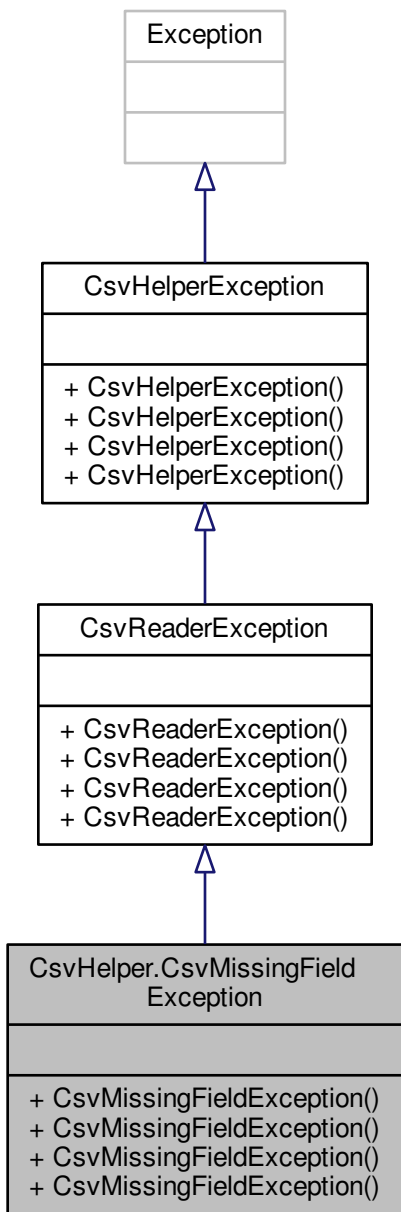 Exception
CsvHelperException
+ CsvHelperException()
+ CsvHelperException()
+ CsvHelperException()
+ CsvHelperException()
CsvReaderException
+ CsvReaderException()
+ CsvReaderException()
+ CsvReaderException()
+ CsvReaderException()
CsvHelper.CsvMissingField
Exception
+ CsvMissingFieldException()
+ CsvMissingFieldException()
+ CsvMissingFieldException()
+ CsvMissingFieldException()